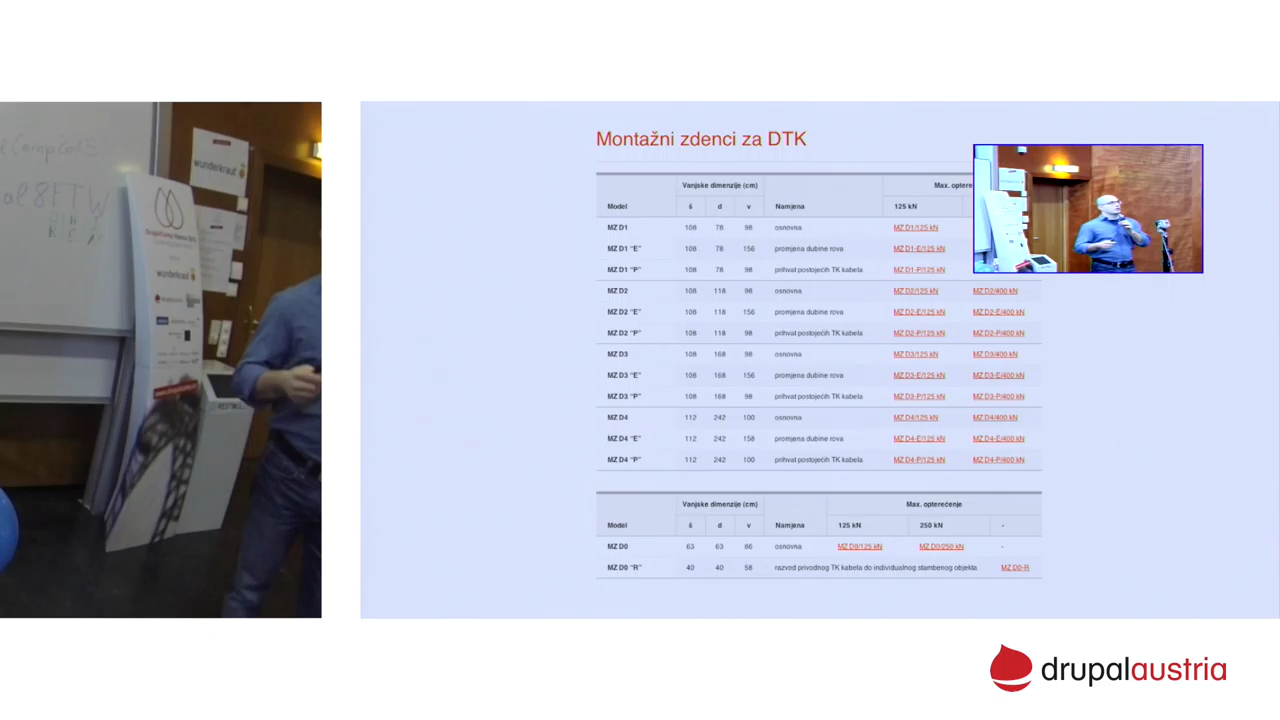 wunderkraut
DrupalCamp Vienna 2013
wunderkraut
Montažni zdenci za DTK
Vanjske dimenzije (cm)
Model š d v Namjena 125 kN
MZ D1 108 78 98 osnovna MZ D1/125 kN
MZ D1 "E" 108 78 156 promjena dubine rova MZ D1-E/125 kN
MZ D1 "P" 108 78 98 prihvat postojećih TK kabela MZ D1-P/125 kN
MZ D2 108 118 98 osnovna MZ D2/125 kN MZ D2/400 kN
MZ D2 "E" 108 118 156 promjena dubine rova MZ D2-E/125 kN MZ D2-E/400 kN
MZ D2 "P" 108 118 98 prihvat postojećih TK kabela MZ D2-P/125 kN MZ D2-P/400 kN
MZ D3 108 168 98 osnovna MZ D3/125 kN MZ D3/400 kN
MZ D3 "E" 108 168 156 promjena dubine rova MZ D3-E/125 kN MZ D3-E/400 kN
MZ D3 "P" 108 168 98 prihvat postojećih TK kabela MZ D3-P/125 kN MZ D3-P/400 kN
MZ D4 112 242 100 osnovna MZ D4/125 kN MZ D4/400 kN
MZ D4 "E" 112 242 158 promjena dubine rova MZ D4-E/125 kN MZ D4-E/400 kN
MZ D4 "P" 112 242 100 prihvat postojećih TK kabela MZ D4-P/125 kN MZ D4-P/400 kN
Vanjske dimenzije (cm) Max. opterećenje
Model š d v Namjena 125 kN 250 kN -
MZ D0 63 63 86 osnovna MZ D0/125 kN MZ D0/250 kN -
MZ D0 "R" 40 40 58 razvod privodnog TK kabela do individualnog stambenog objekta MZ D0-R
drupalaustria